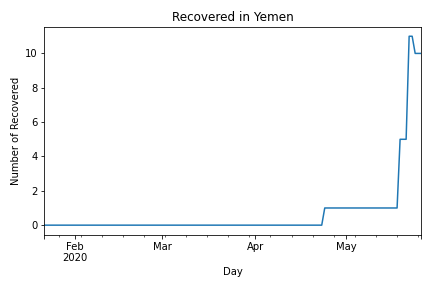 Recovered in Yemen
Number of Recovered
10
8
6
4
2
0
Feb
2020
Mar
Apr
May
Day